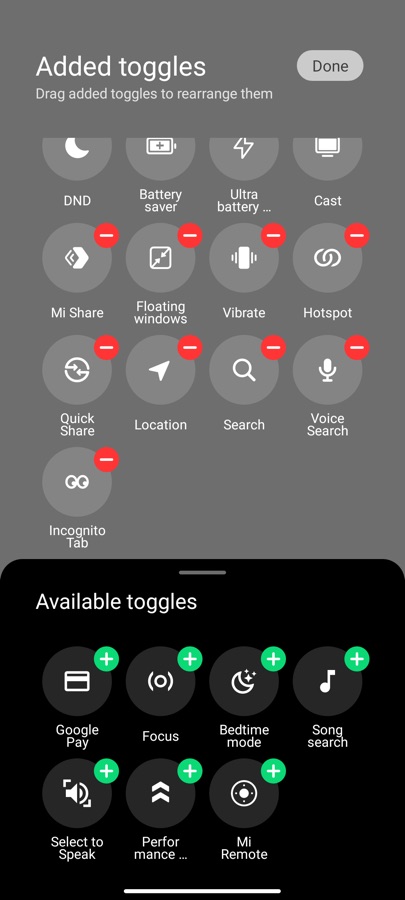 Added toggles
Done
Drag added toggles to rearrange them
DND
Battery
saver
Ultra
battery ...
Cast
Mi Share
Floating
windows
Vibrate
Hotspot
Quick
Share
Location
Search
Voice
Search
Incognito
Tab
Available toggles
Google
Pay
Focus
Bedtime
mode
Song
search
Select to
Speak
Perfor
mance ...
Mi
Remote